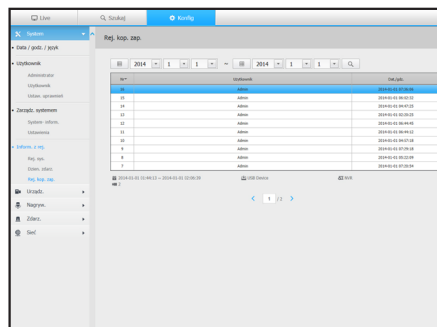 Live
Szukaj
Konfig
System
Rej. kop. zap.
Data / godz. / język
Użytkownik
Administrator
Użytkownik
Ustaw. uprawnień
Zarządz. systemem
System- inform.
Ustawienia
Inform. o rej.
Rej. sys.
Dzien. zdarz.
Rej. kop. zap.
Urządz.
Nagryw.
Zdarz.
Sieć
2014 1 1 ~ 2014 1 1
Nr Użytkownik Dat./gdz.
16 Admin
15 Admin
14 Admin
13 Admin
12 Admin
11 Admin
10 Admin
9 Admin
8 Admin
7 Admin
USB Device
NVR
2
1 / 2